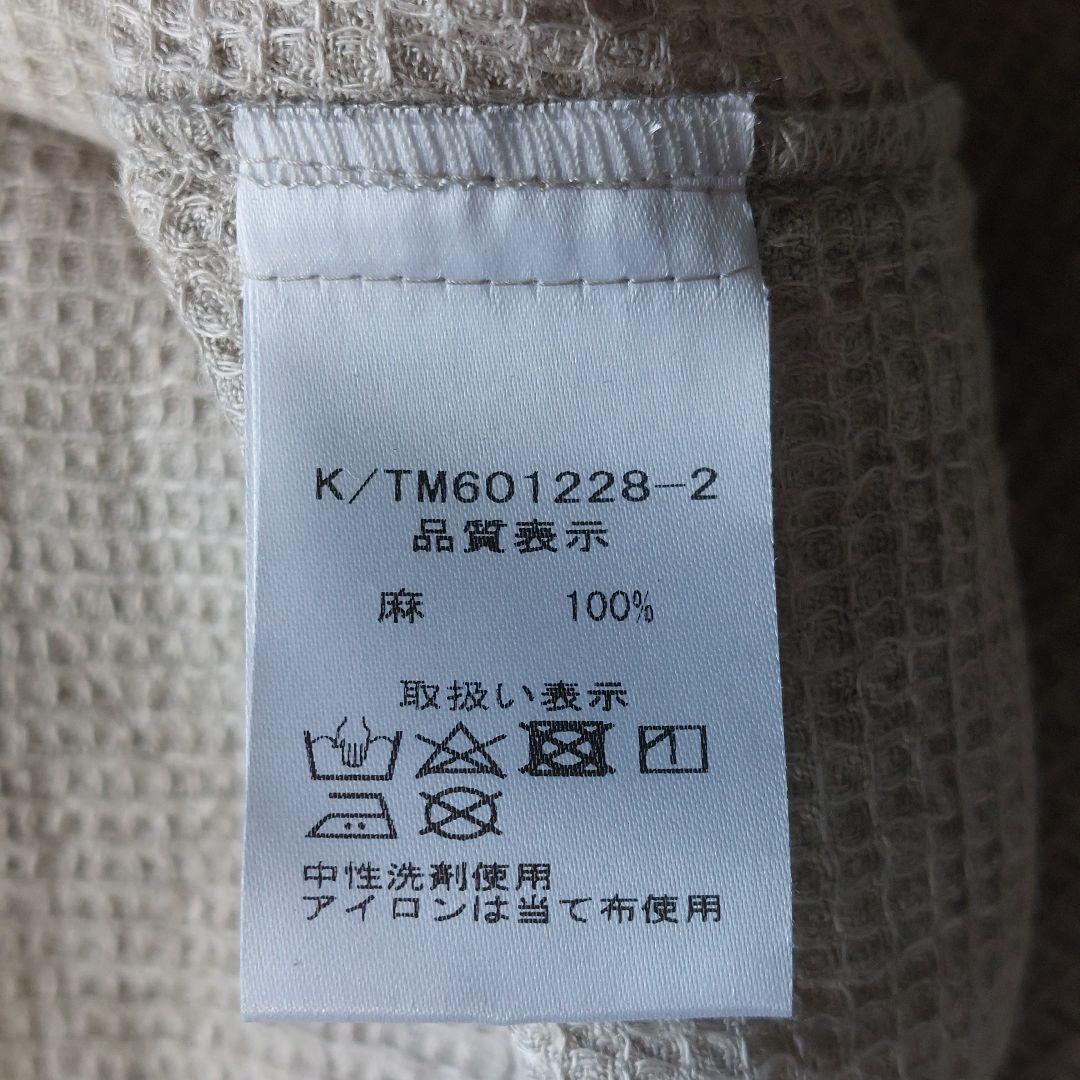 K/TM601228-2
品質表示
麻 100%
取扱い表示
中性洗剤使用
アイロンは当て布使用